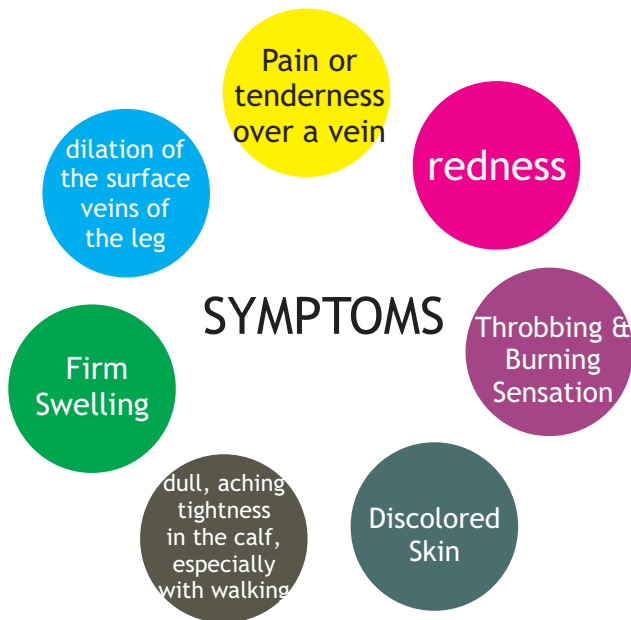 Pain or
tenderness
over a vein
redness
dilation of
the surface
veins of
the leg
SYMPTOMS
Throbbing &
Burning
Sensation
Firm
Swelling
dull, aching
tightness
in the calf,
especially
with walking
Discolored
Skin